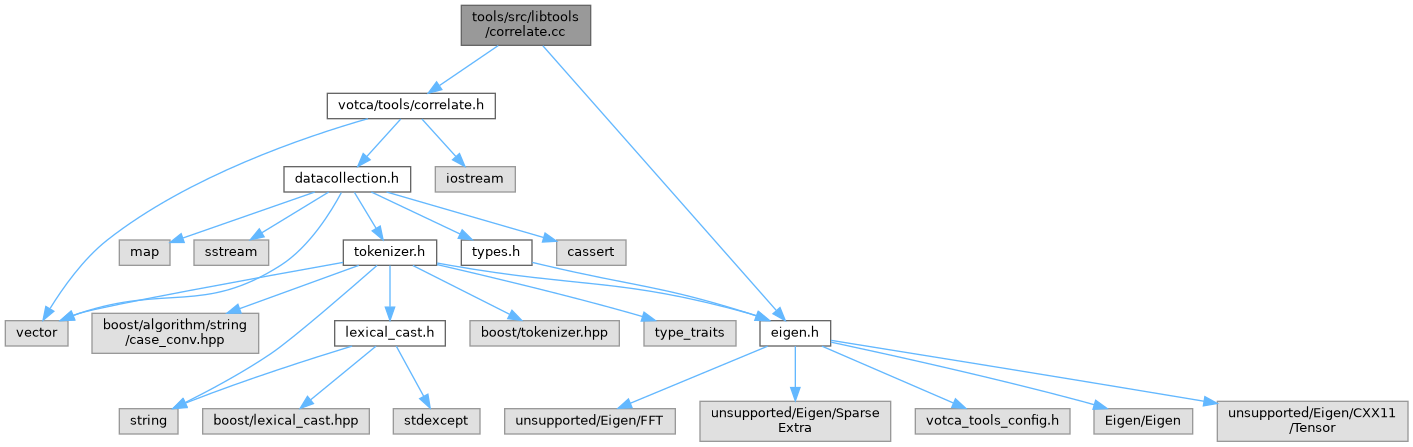 tools/src/libtools
/correlate.cc
votca/tools/correlate.h
datacollection.h
iostream
map
sstream
tokenizer.h
types.h
cassert
vector
boost/algorithm/string
/case_conv.hpp
lexical_cast.h
boost/tokenizer.hpp
type_traits
eigen.h
string
boost/lexical_cast.hpp
stdexcept
unsupported/Eigen/FFT
unsupported/Eigen/Sparse
Extra
votca_tools_config.h
Eigen/Eigen
unsupported/Eigen/CXX11
/Tensor